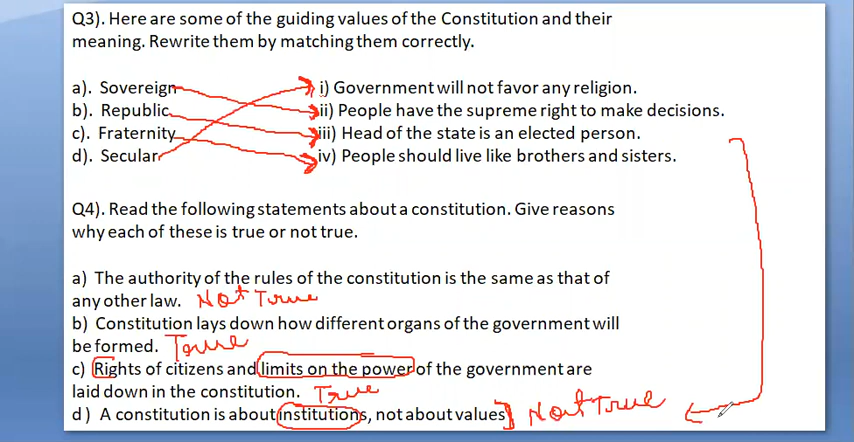 Q3). Here are some of the guiding values of the Constitution and their
meaning. Rewrite them by matching them correctly.
a). Sovereign i) Government will not favor any religion.
b). Republic ii) People have the supreme right to make decisions.
c). Fraternity iii) Head of the state is an elected person.
d). Secular iv) People should live like brothers and sisters.
Q4). Read the following statements about a constitution. Give reasons
why each of these is true or not true.
a) The authority of the rules of the constitution is the same as that of
any other law. Not True
b) Constitution lays down how different organs of the government will
be formed. True
c) Rights of citizens and limits on the power of the government are
laid down in the constitution. True
d) A constitution is about institutions, not about values Not True